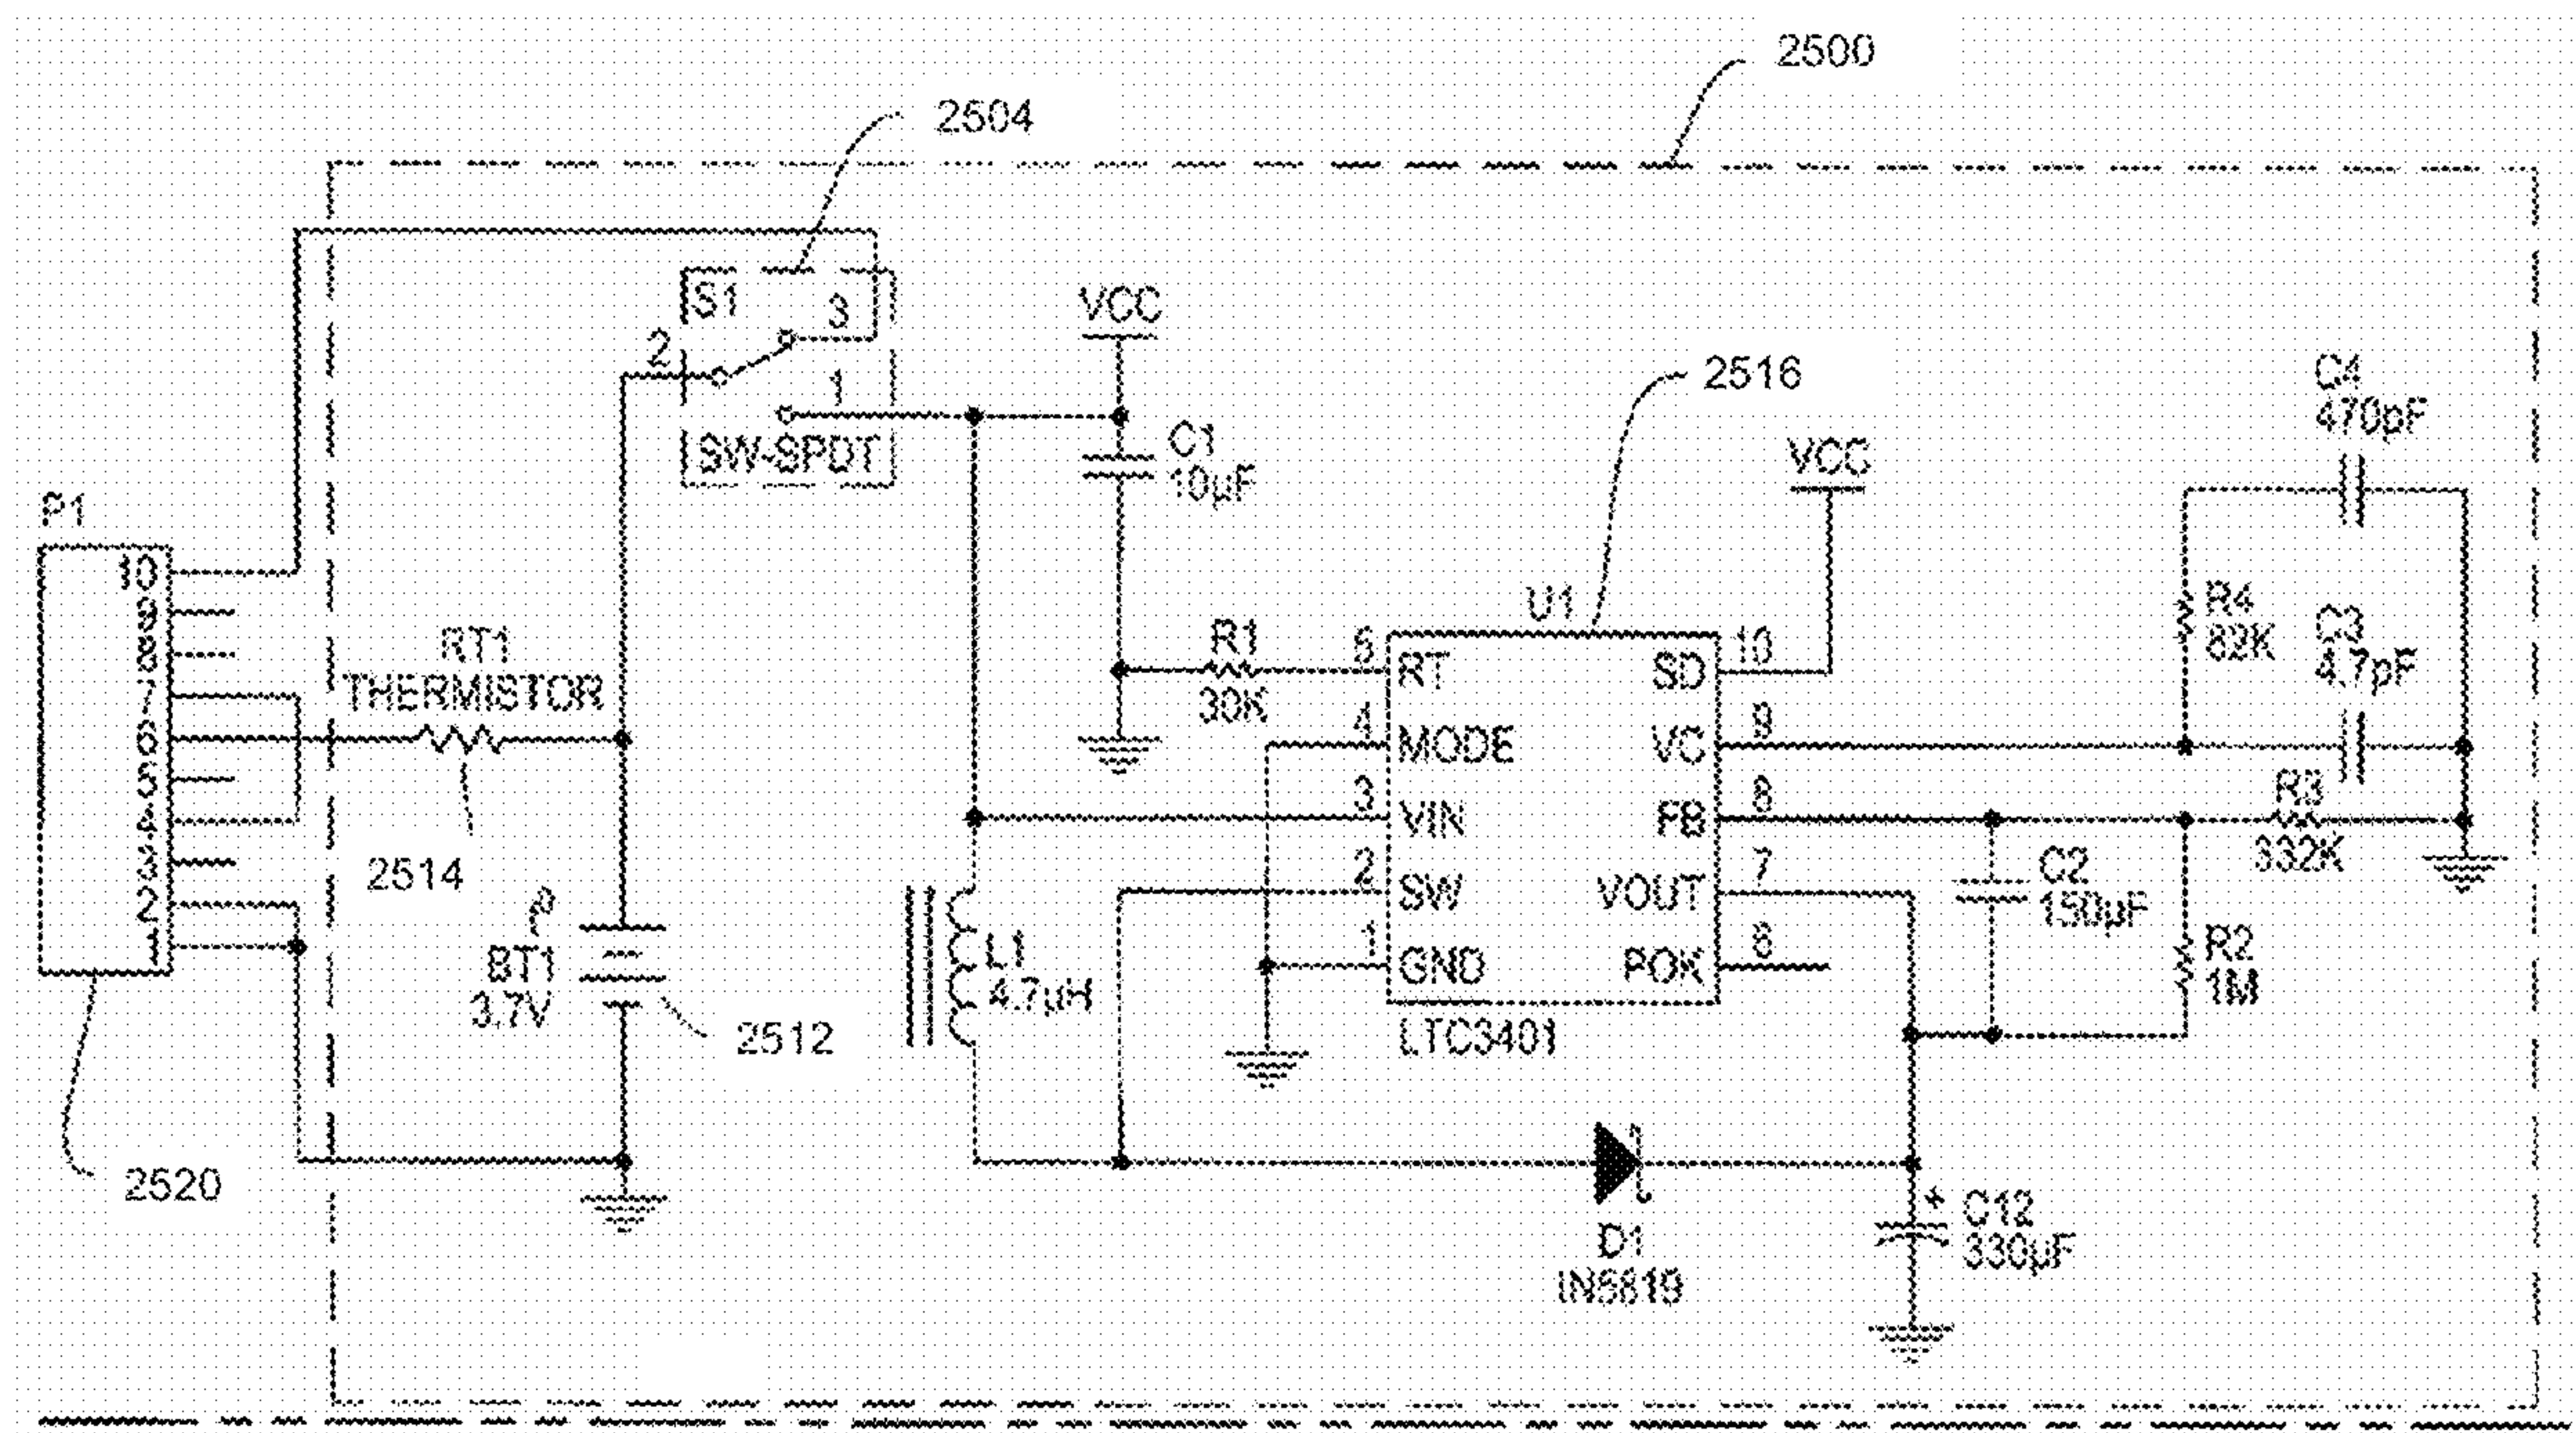 2500
2504
S1
3
2
1
SW-SPDT
VCC
C1
10µF
2516
VCC
C4
470pF
P1
10
9
8
7
6
5
4
3
2
1
RT1
THERMISTOR
2514
BT1
3.7V
2512
2520
L1
4.7µH
R1
30K
U1
5
4
3
2
1
RT
MODE
VIN
SW
GND
SD
VC
FB
VOUT
POK
10
9
8
7
6
LTC3401
R4
82K
C3
4.7pF
R3
332K
C2
150µF
R2
1M
D1
IN5819
+
C12
330µF